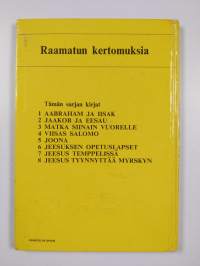 Raamatun kertomuksia
Tämän sarjan kirjat
1 AABRAHAM JA IISAK
2 JAAKOB JA EESAU
3 MATKA SIINAIN VUORELLE
4 VIISAS SALOMO
5 JOONA
6 JEESUKSEN OPETUSLAPSET
7 JEESUS TEMPPELISSÄ
8 JEESUS TYYNNYTTÄÄ MYRSKYN